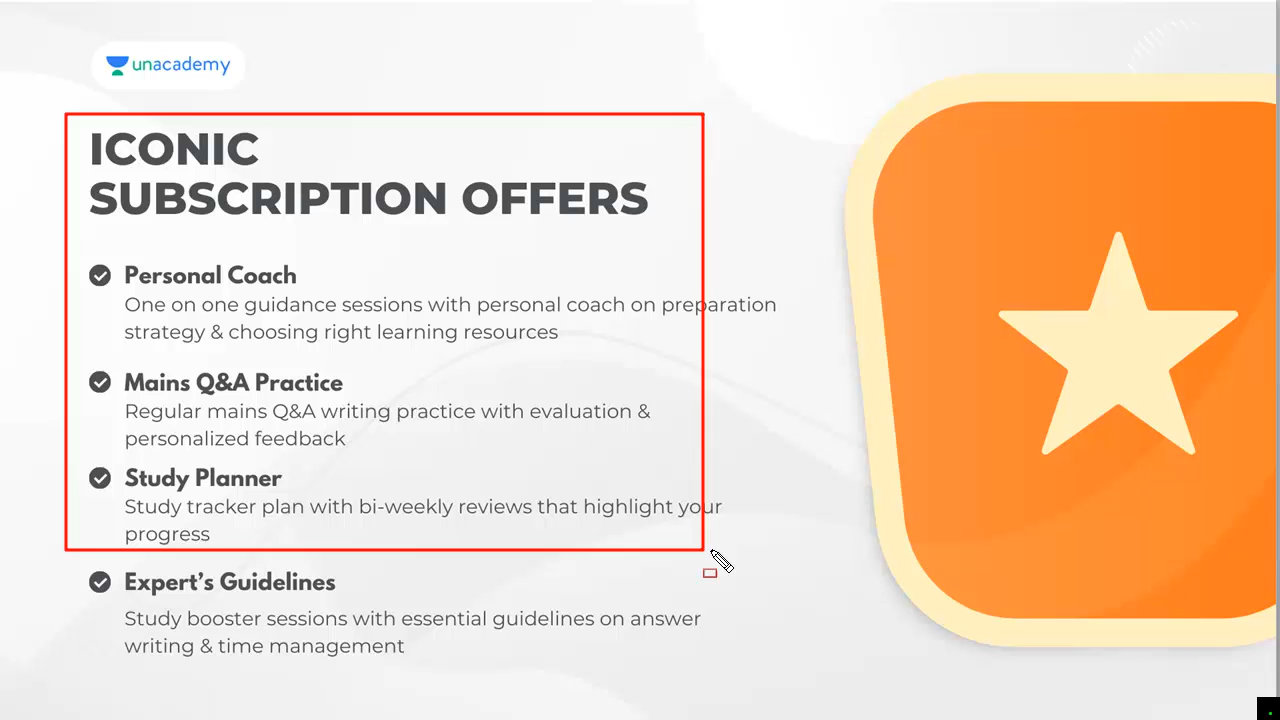 unacademy
ICONIC
SUBSCRIPTION OFFERS
Personal Coach
One on one guidance sessions with personal coach on preparation
strategy & choosing right learning resources
Mains Q&A Practice
Regular mains Q&A writing practice with evaluation &
personalized feedback
Study Planner
Study tracker plan with bi-weekly reviews that highlight your
progress
Expert’s Guidelines
Study booster sessions with essential guidelines on answer
writing & time management